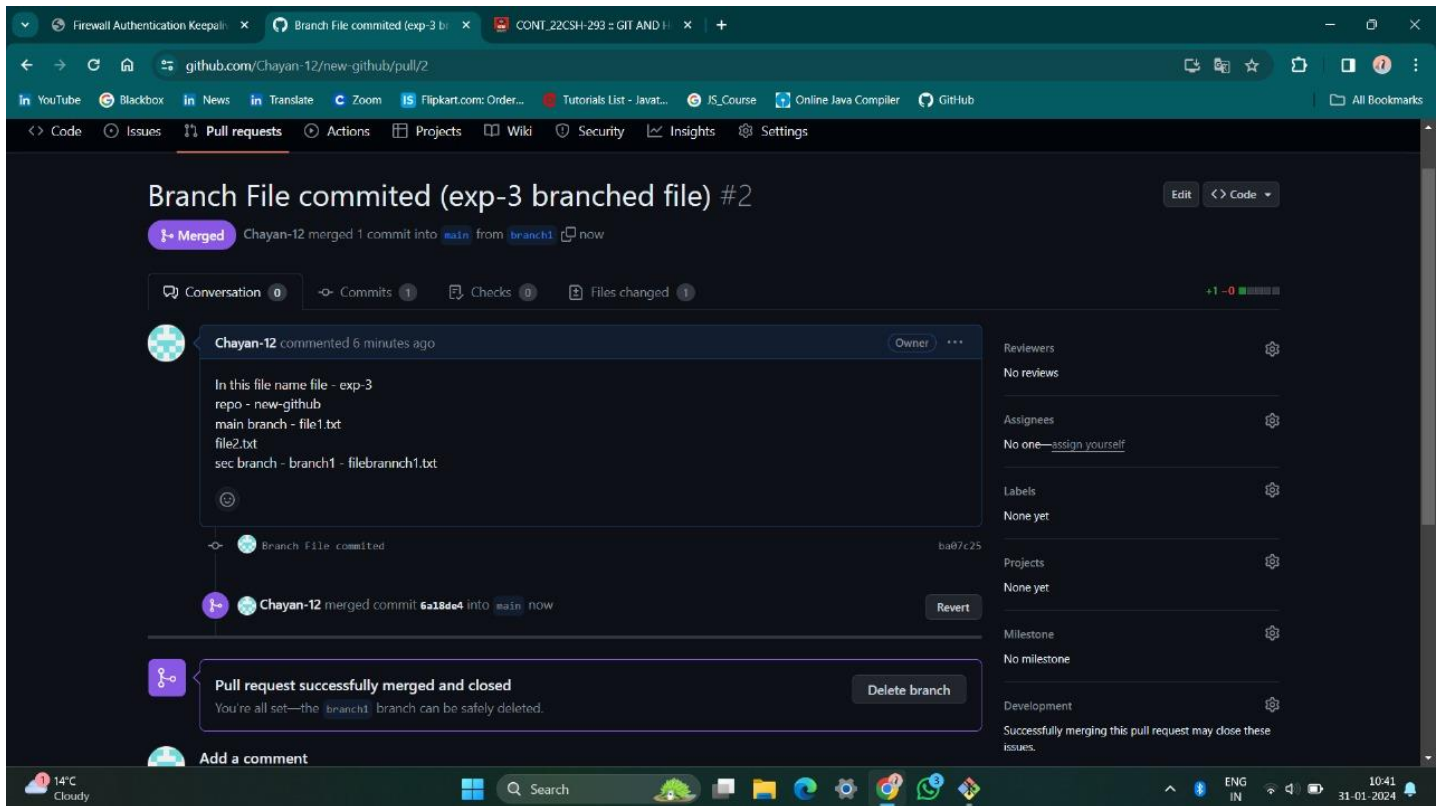 Firewall Authentication Keepaliv
Branch File commited (exp-3 br
CONT_22CSH-293 :: GIT AND H
github.com/Chayan-12/new-github/pull/2
YouTube Blackbox News Translate Zoom Flipkart.com: Order... Tutorials List - Javat... JS_Course Online Java Compiler GitHub All Bookmarks
Code Issues Pull requests Actions Projects Wiki Security Insights Settings
Branch File commited (exp-3 branched file) #2
Edit Code
Merged Chayan-12 merged 1 commit into main from branch1 now
Conversation 0 Commits 1 Checks 0 Files changed 1 +1 −0
Chayan-12 commented 6 minutes ago Owner ...
In this file name file - exp-3
repo - new-github
main branch - file1.txt
file2.txt
sec branch - branch1 - filebrannch1.txt
Branch File commited ba07c25
Chayan-12 merged commit 6a18de4 into main now Revert
Pull request successfully merged and closed
You're all set—the branch1 branch can be safely deleted.
Delete branch
Add a comment
Reviewers
No reviews
Assignees
No one—assign yourself
Labels
None yet
Projects
None yet
Milestone
No milestone
Development
Successfully merging this pull request may close these
issues.
1
14°C
Cloudy
Search
3
ENG
IN
10:41
31-01-2024